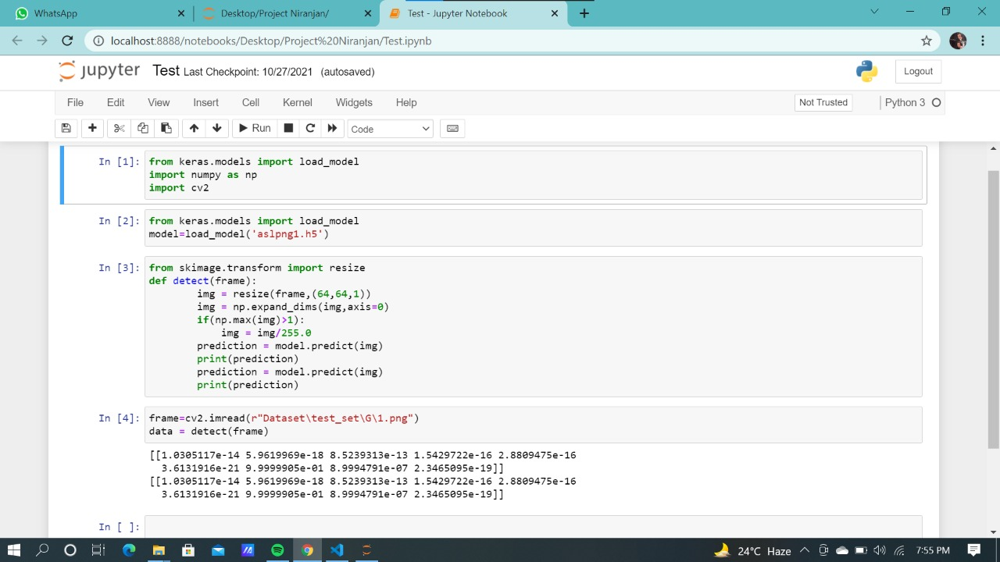 WhatsApp
Desktop/Project Niranjan/
Test - Jupyter Notebook
localhost:8888/notebooks/Desktop/Project%20Niranjan/Test.ipynb
jupyter Test Last Checkpoint: 10/27/2021 (autosaved)
Logout
File Edit View Insert Cell Kernel Widgets Help
Not Trusted
Python 3
Run
Code
In [1]: from keras.models import load_model
import numpy as np
import cv2
In [2]: from keras.models import load_model
model=load_model('aslpng1.h5')
In [3]: from skimage.transform import resize
def detect(frame):
        img = resize(frame,(64,64,1))
        img = np.expand_dims(img,axis=0)
        if(np.max(img)>1):
            img = img/255.0
        prediction = model.predict(img)
        print(prediction)
        prediction = model.predict(img)
        print(prediction)
In [4]: frame=cv2.imread(r"Dataset\test_set\G\1.png")
data = detect(frame)
[[1.0305117e-14 5.9619969e-18 8.5239313e-13 1.5429722e-16 2.8809475e-16
  3.6131916e-21 9.9999905e-01 8.9994791e-07 2.3465095e-19]]
[[1.0305117e-14 5.9619969e-18 8.5239313e-13 1.5429722e-16 2.8809475e-16
  3.6131916e-21 9.9999905e-01 8.9994791e-07 2.3465095e-19]]
In [ ]:
24°C Haze
7:55 PM